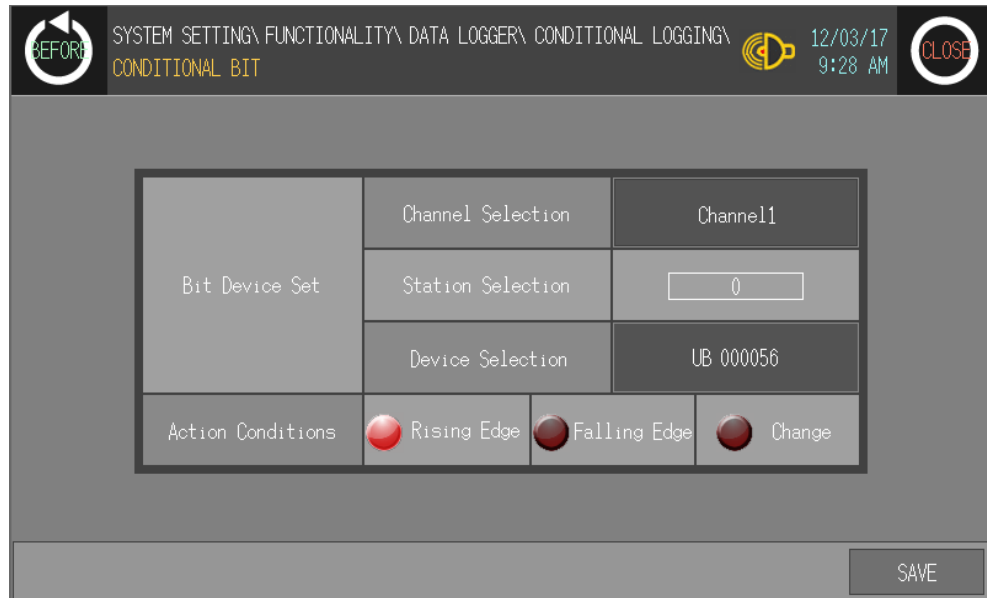 BEFORE
SYSTEM SETTING\ FUNCTIONALITY\ DATA LOGGER\ CONDITIONAL LOGGING\
CONDITIONAL BIT
12/03/17
9:28 AM
CLOSE
Bit Device Set
Channel Selection
Channel1
Station Selection
0
Device Selection
UB 000056
Action Conditions
Rising Edge
Falling Edge
Change
SAVE